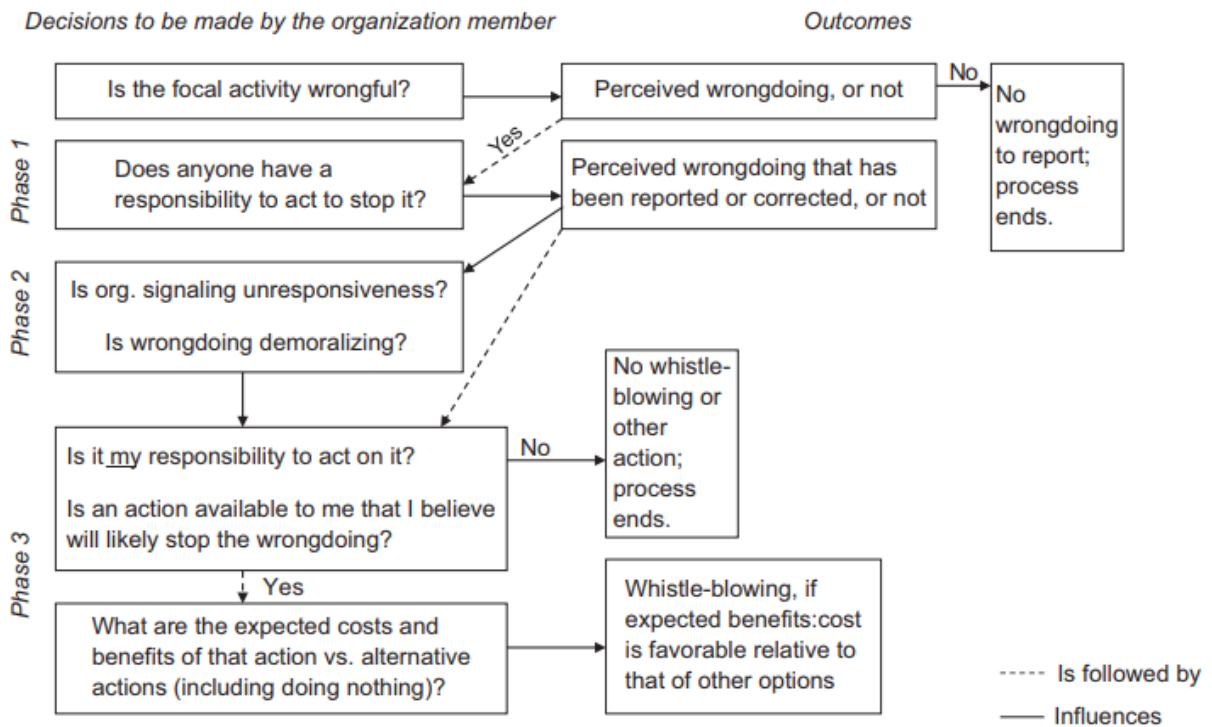 Decisions to be made by the organization member
Outcomes
Is the focal activity wrongful?
Perceived wrongdoing, or not
No
No
wrongdoing
to report;
process
ends.
Yes
Phase 1
Does anyone have a
responsibility to act to stop it?
Perceived wrongdoing that has
been reported or corrected, or not
Phase 2
Is org. signaling unresponsiveness?
Is wrongdoing demoralizing?
No whistle-
blowing or
other
action;
process
ends.
Phase 3
Is it my responsibility to act on it?
No
Is an action available to me that I believe
will likely stop the wrongdoing?
Yes
What are the expected costs and
benefits of that action vs. alternative
actions (including doing nothing)?
Whistle-blowing, if
expected benefits:cost
is favorable relative to
that of other options
Is followed by
Influences